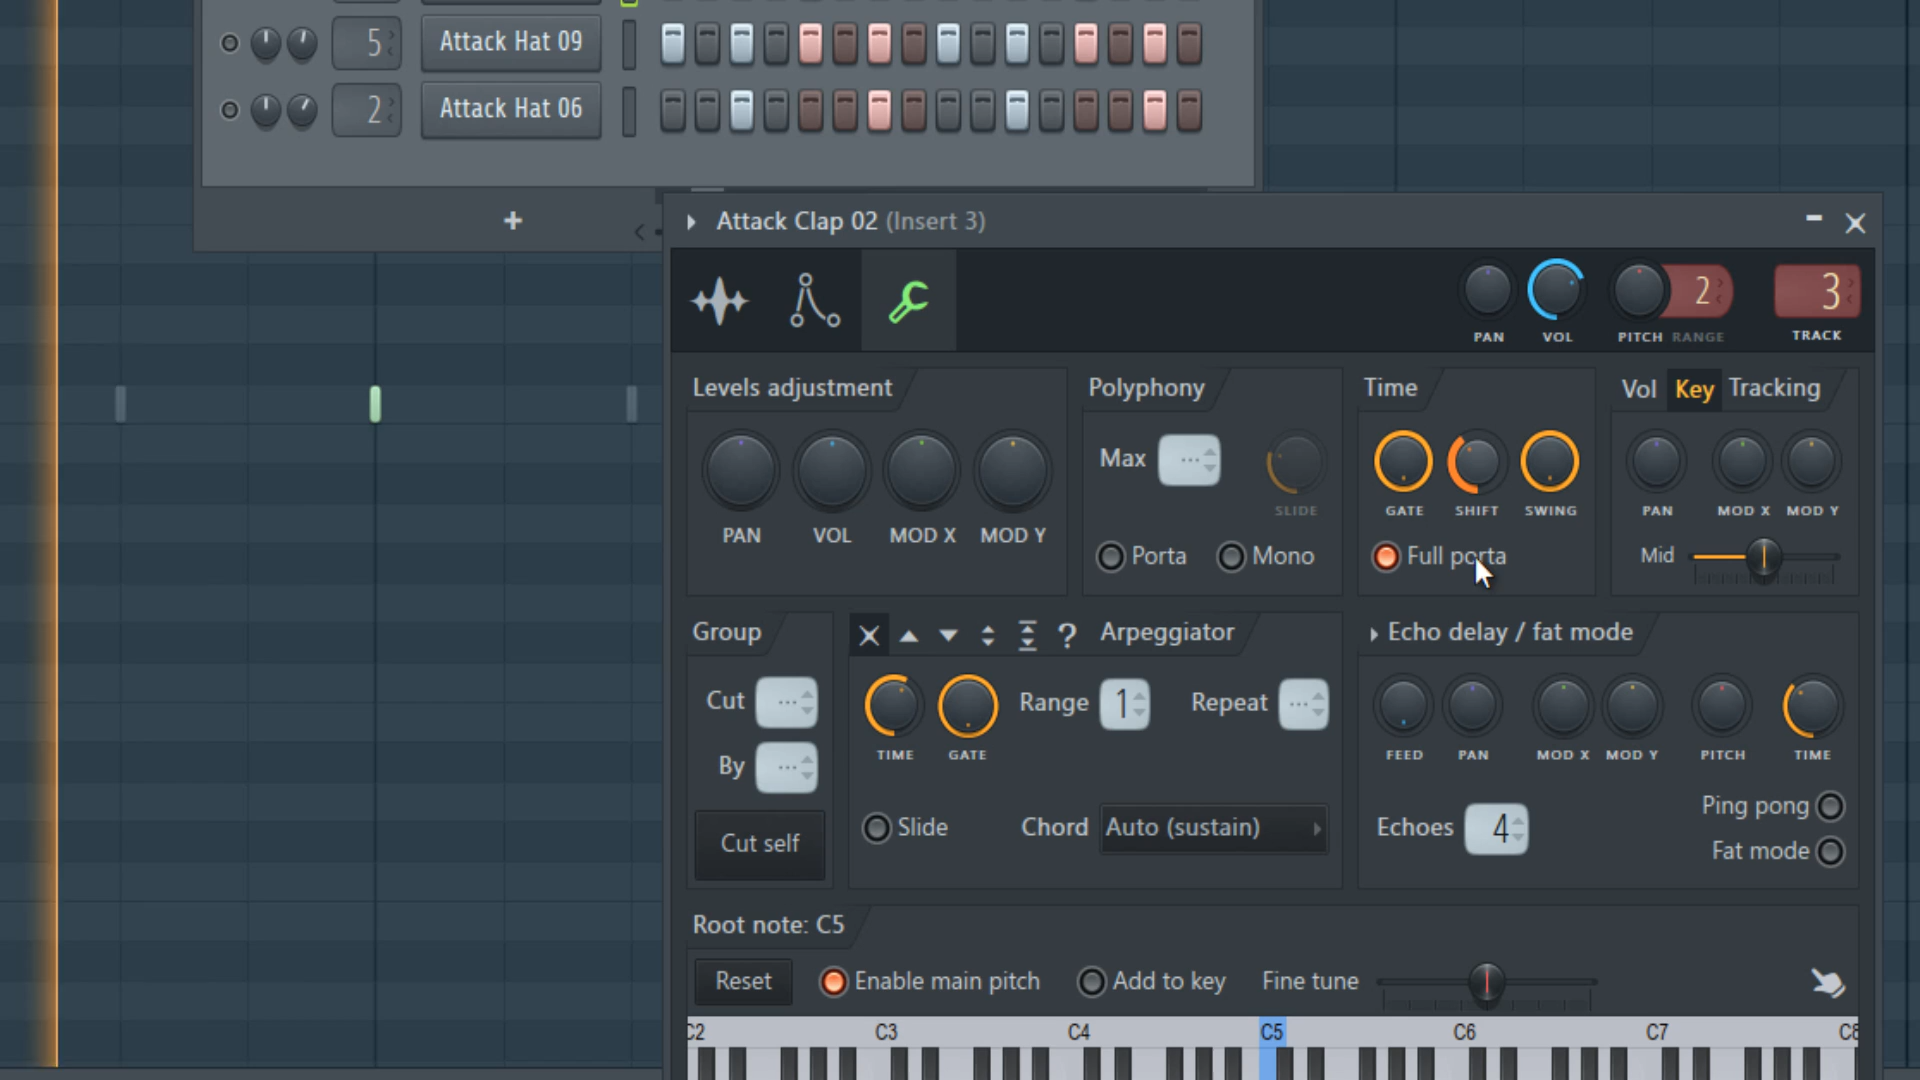 5 Attack Hat 09
2 Attack Hat 06
+
Attack Clap 02 (Insert 3)
2 3
PAN VOL PITCH RANGE TRACK
Levels adjustment Polyphony Time Vol Key Tracking
Max
SLIDE GATE SHIFT SWING PAN MOD X MOD Y
PAN VOL MOD X MOD Y
Porta Mono Full porta Mid
Group ? Arpeggiator Echo delay / fat mode
Cut Range 1 Repeat
TIME GATE FEED PAN MOD X MOD Y PITCH TIME
By
Ping pong
Cut self Slide Chord Auto (sustain) Echoes 4
Fat mode
Root note: C5
Reset Enable main pitch Add to key Fine tune
C2 C3 C4 C5 C6 C7 C8